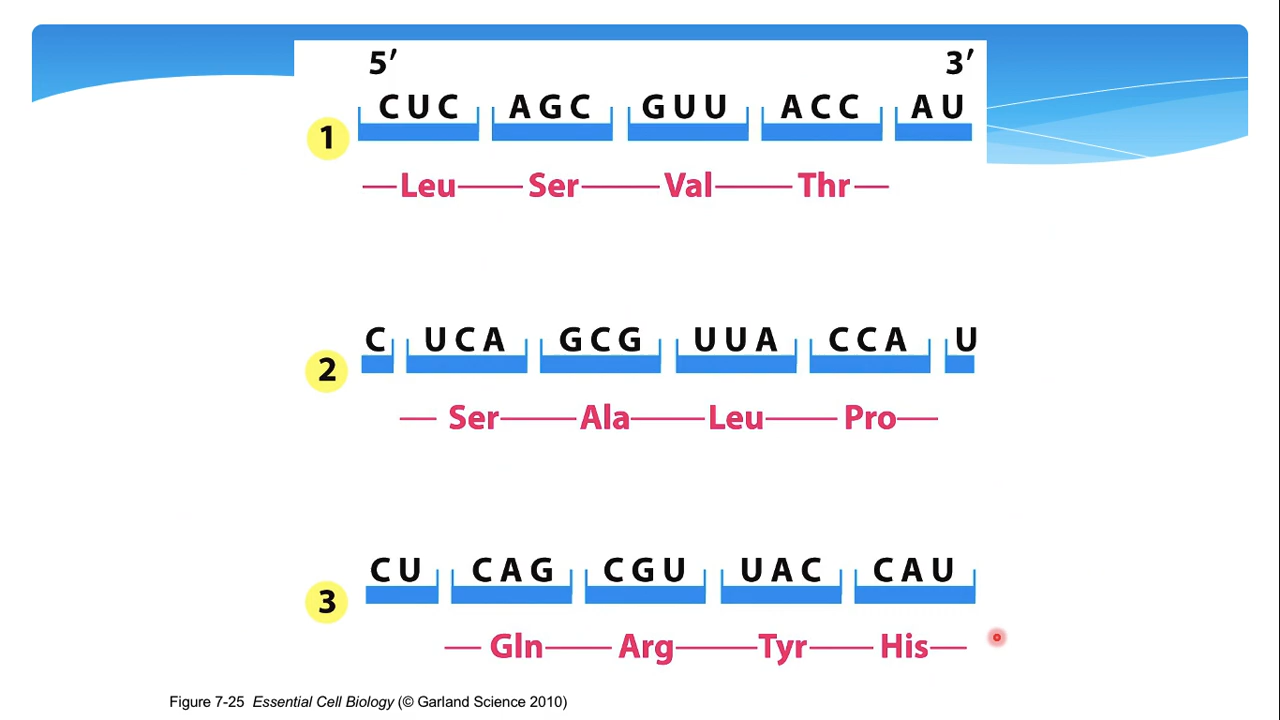 5′ 3′
CUC AGC GUU ACC AU
1
Leu Ser Val Thr
C UCA GCG UUA CCA U
2
Ser Ala Leu Pro
CU CAG CGU UAC CAU
3
Gln Arg Tyr His
Figure 7-25 Essential Cell Biology (© Garland Science 2010)